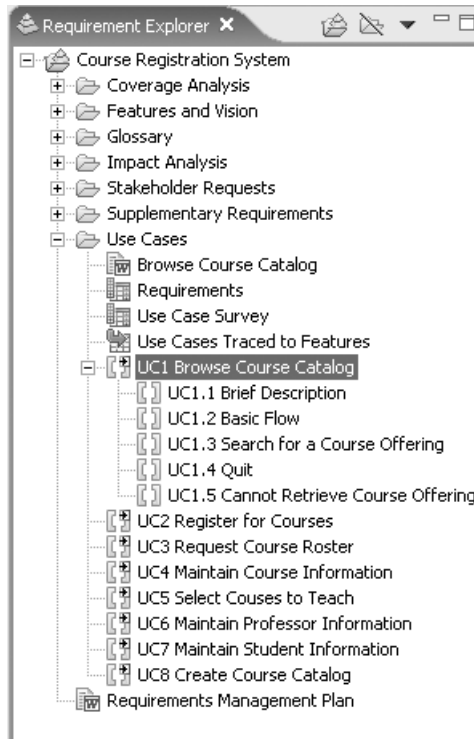 Requirement Explorer
Course Registration System
Coverage Analysis
Features and Vision
Glossary
Impact Analysis
Stakeholder Requests
Supplementary Requirements
Use Cases
Browse Course Catalog
Requirements
Use Case Survey
Use Cases Traced to Features
UC1 Browse Course Catalog
UC1.1 Brief Description
UC1.2 Basic Flow
UC1.3 Search for a Course Offering
UC1.4 Quit
UC1.5 Cannot Retrieve Course Offering
UC2 Register for Courses
UC3 Request Course Roster
UC4 Maintain Course Information
UC5 Select Couses to Teach
UC6 Maintain Professor Information
UC7 Maintain Student Information
UC8 Create Course Catalog
Requirements Management Plan